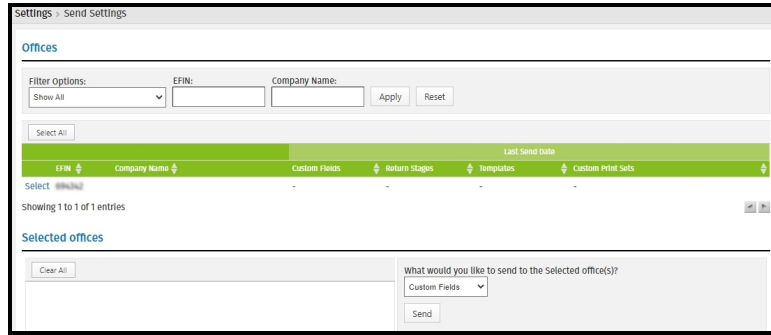 Settings > Send Settings
Offices
Filter Options: EFIN: Company Name:
Show All Apply Reset
Select All
Last Send Date
EFIN Company Name Custom Fields Return Stages Templates Custom Print Sets
Select - - - -
Showing 1 to 1 of 1 entries
Selected offices
Clear All What would you like to send to the Selected office(s)?
Custom Fields
Send